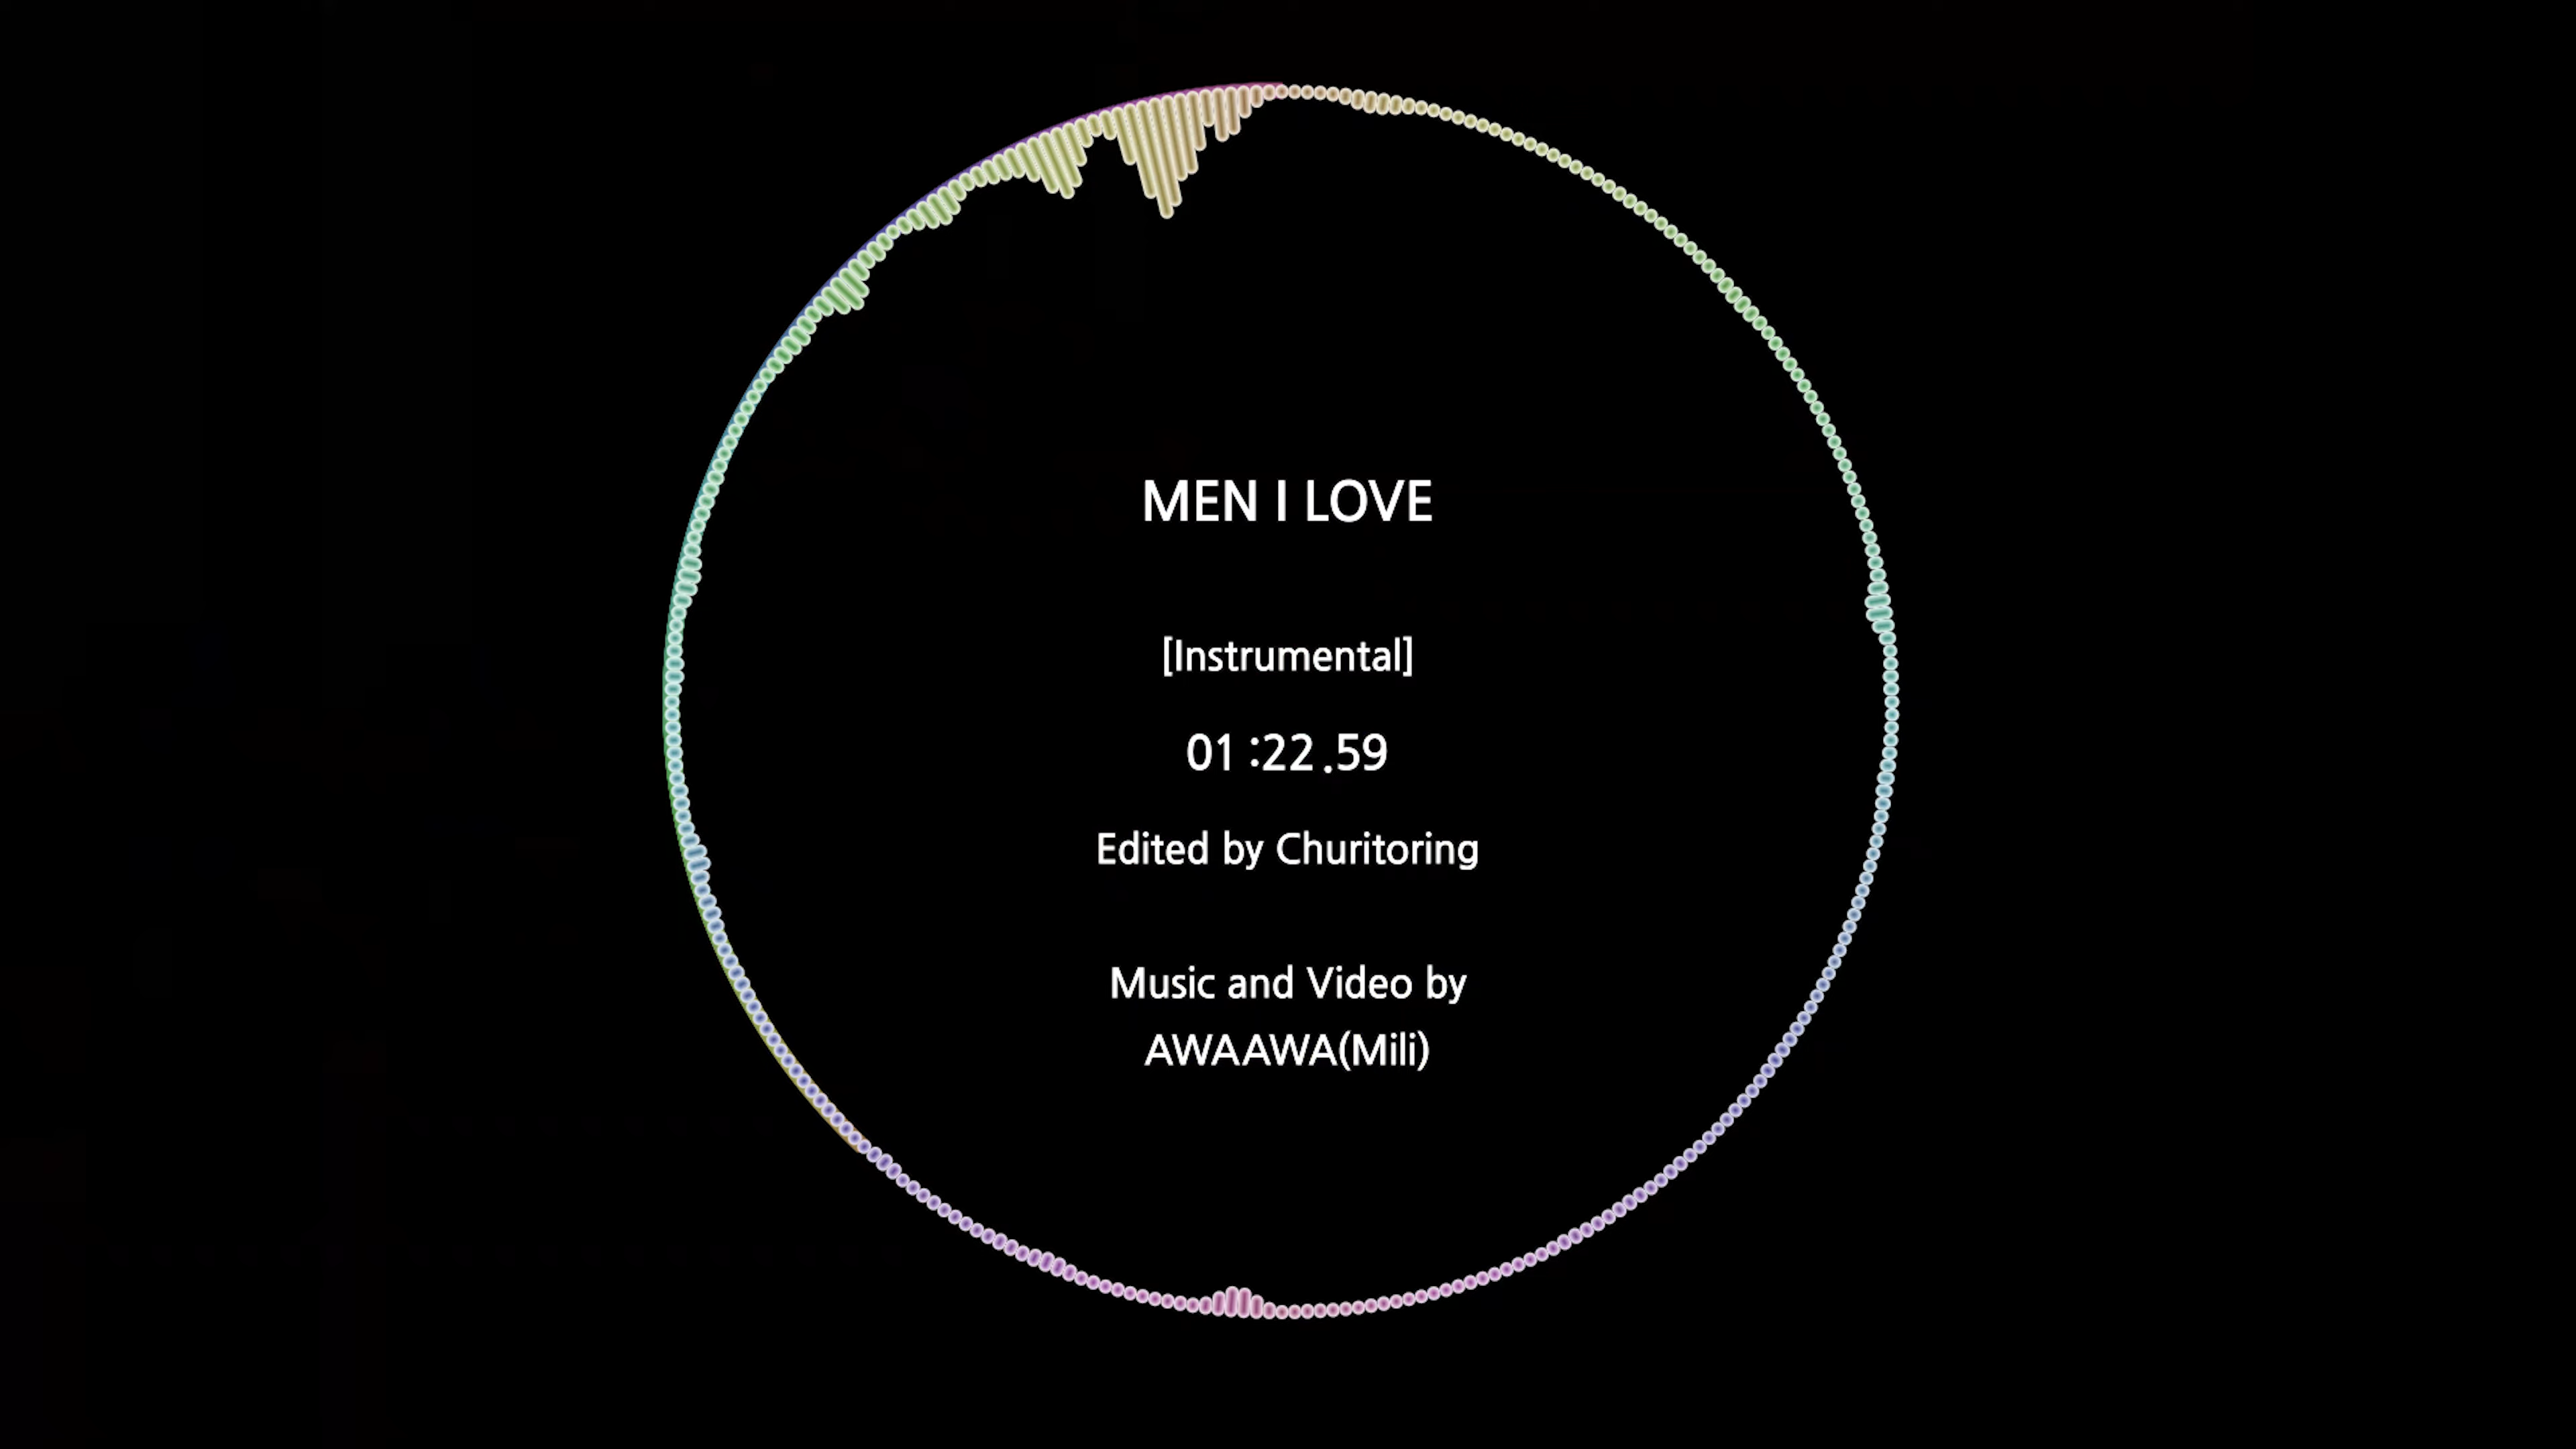 MEN I LOVE
[Instrumental]
01:22.59
Edited by Churitoring
Music and Video by
AWAAWA(Mili)